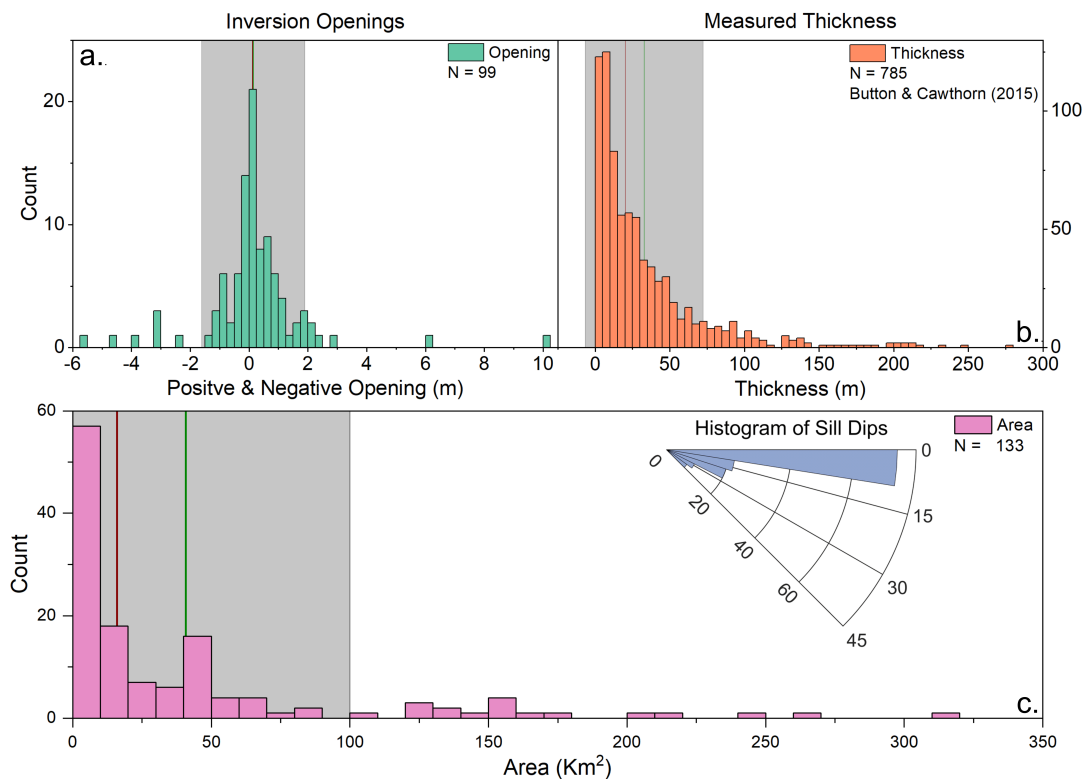 Inversion Openings
Measured Thickness
a.
Opening
N = 99
Thickness
N = 785
Button & Cawthorn (2015)
Count
20
10
0
100
50
0
b.
-6 -4 -2 0 2 4 6 8 10
0 50 100 150 200 250 300
Positve & Negative Opening (m)
Thickness (m)
60
40
20
0
Count
Histogram of Sill Dips
Area
N = 133
0
20
40
60
0
15
30
45
c.
0 50 100 150 200 250 300 350
Area (Km²)